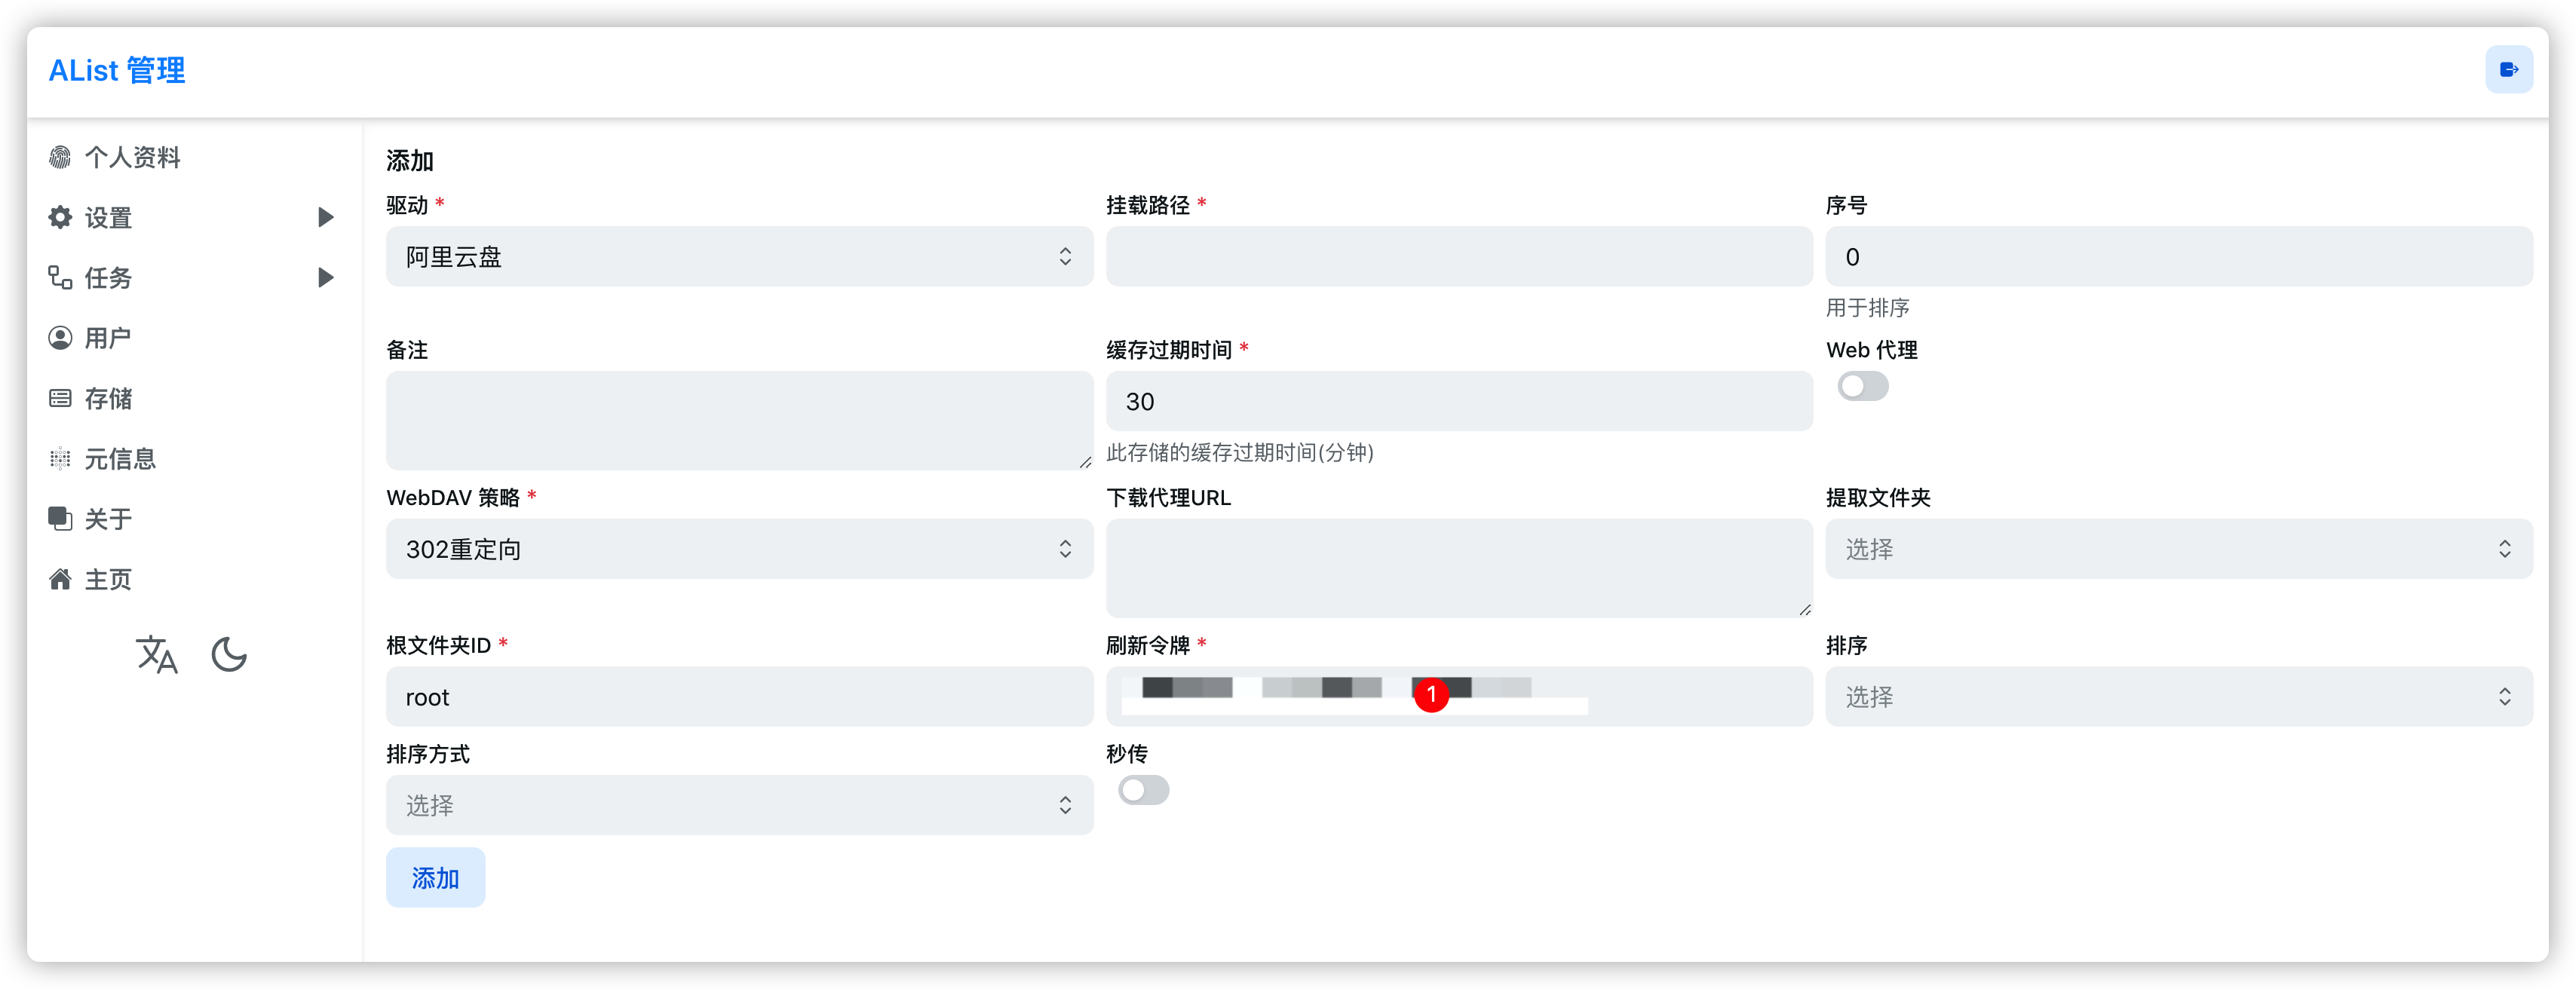 AList 管理
个人资料
设置
任务
用户
存储
元信息
关于
主页
添加
驱动 *
挂载路径 *
序号
阿里云盘
0
用于排序
备注
缓存过期时间 *
Web 代理
30
此存储的缓存过期时间(分钟)
WebDAV 策略 *
下载代理URL
提取文件夹
302重定向
选择
根文件夹ID *
刷新令牌 *
排序
root
1
选择
排序方式
秒传
选择
添加